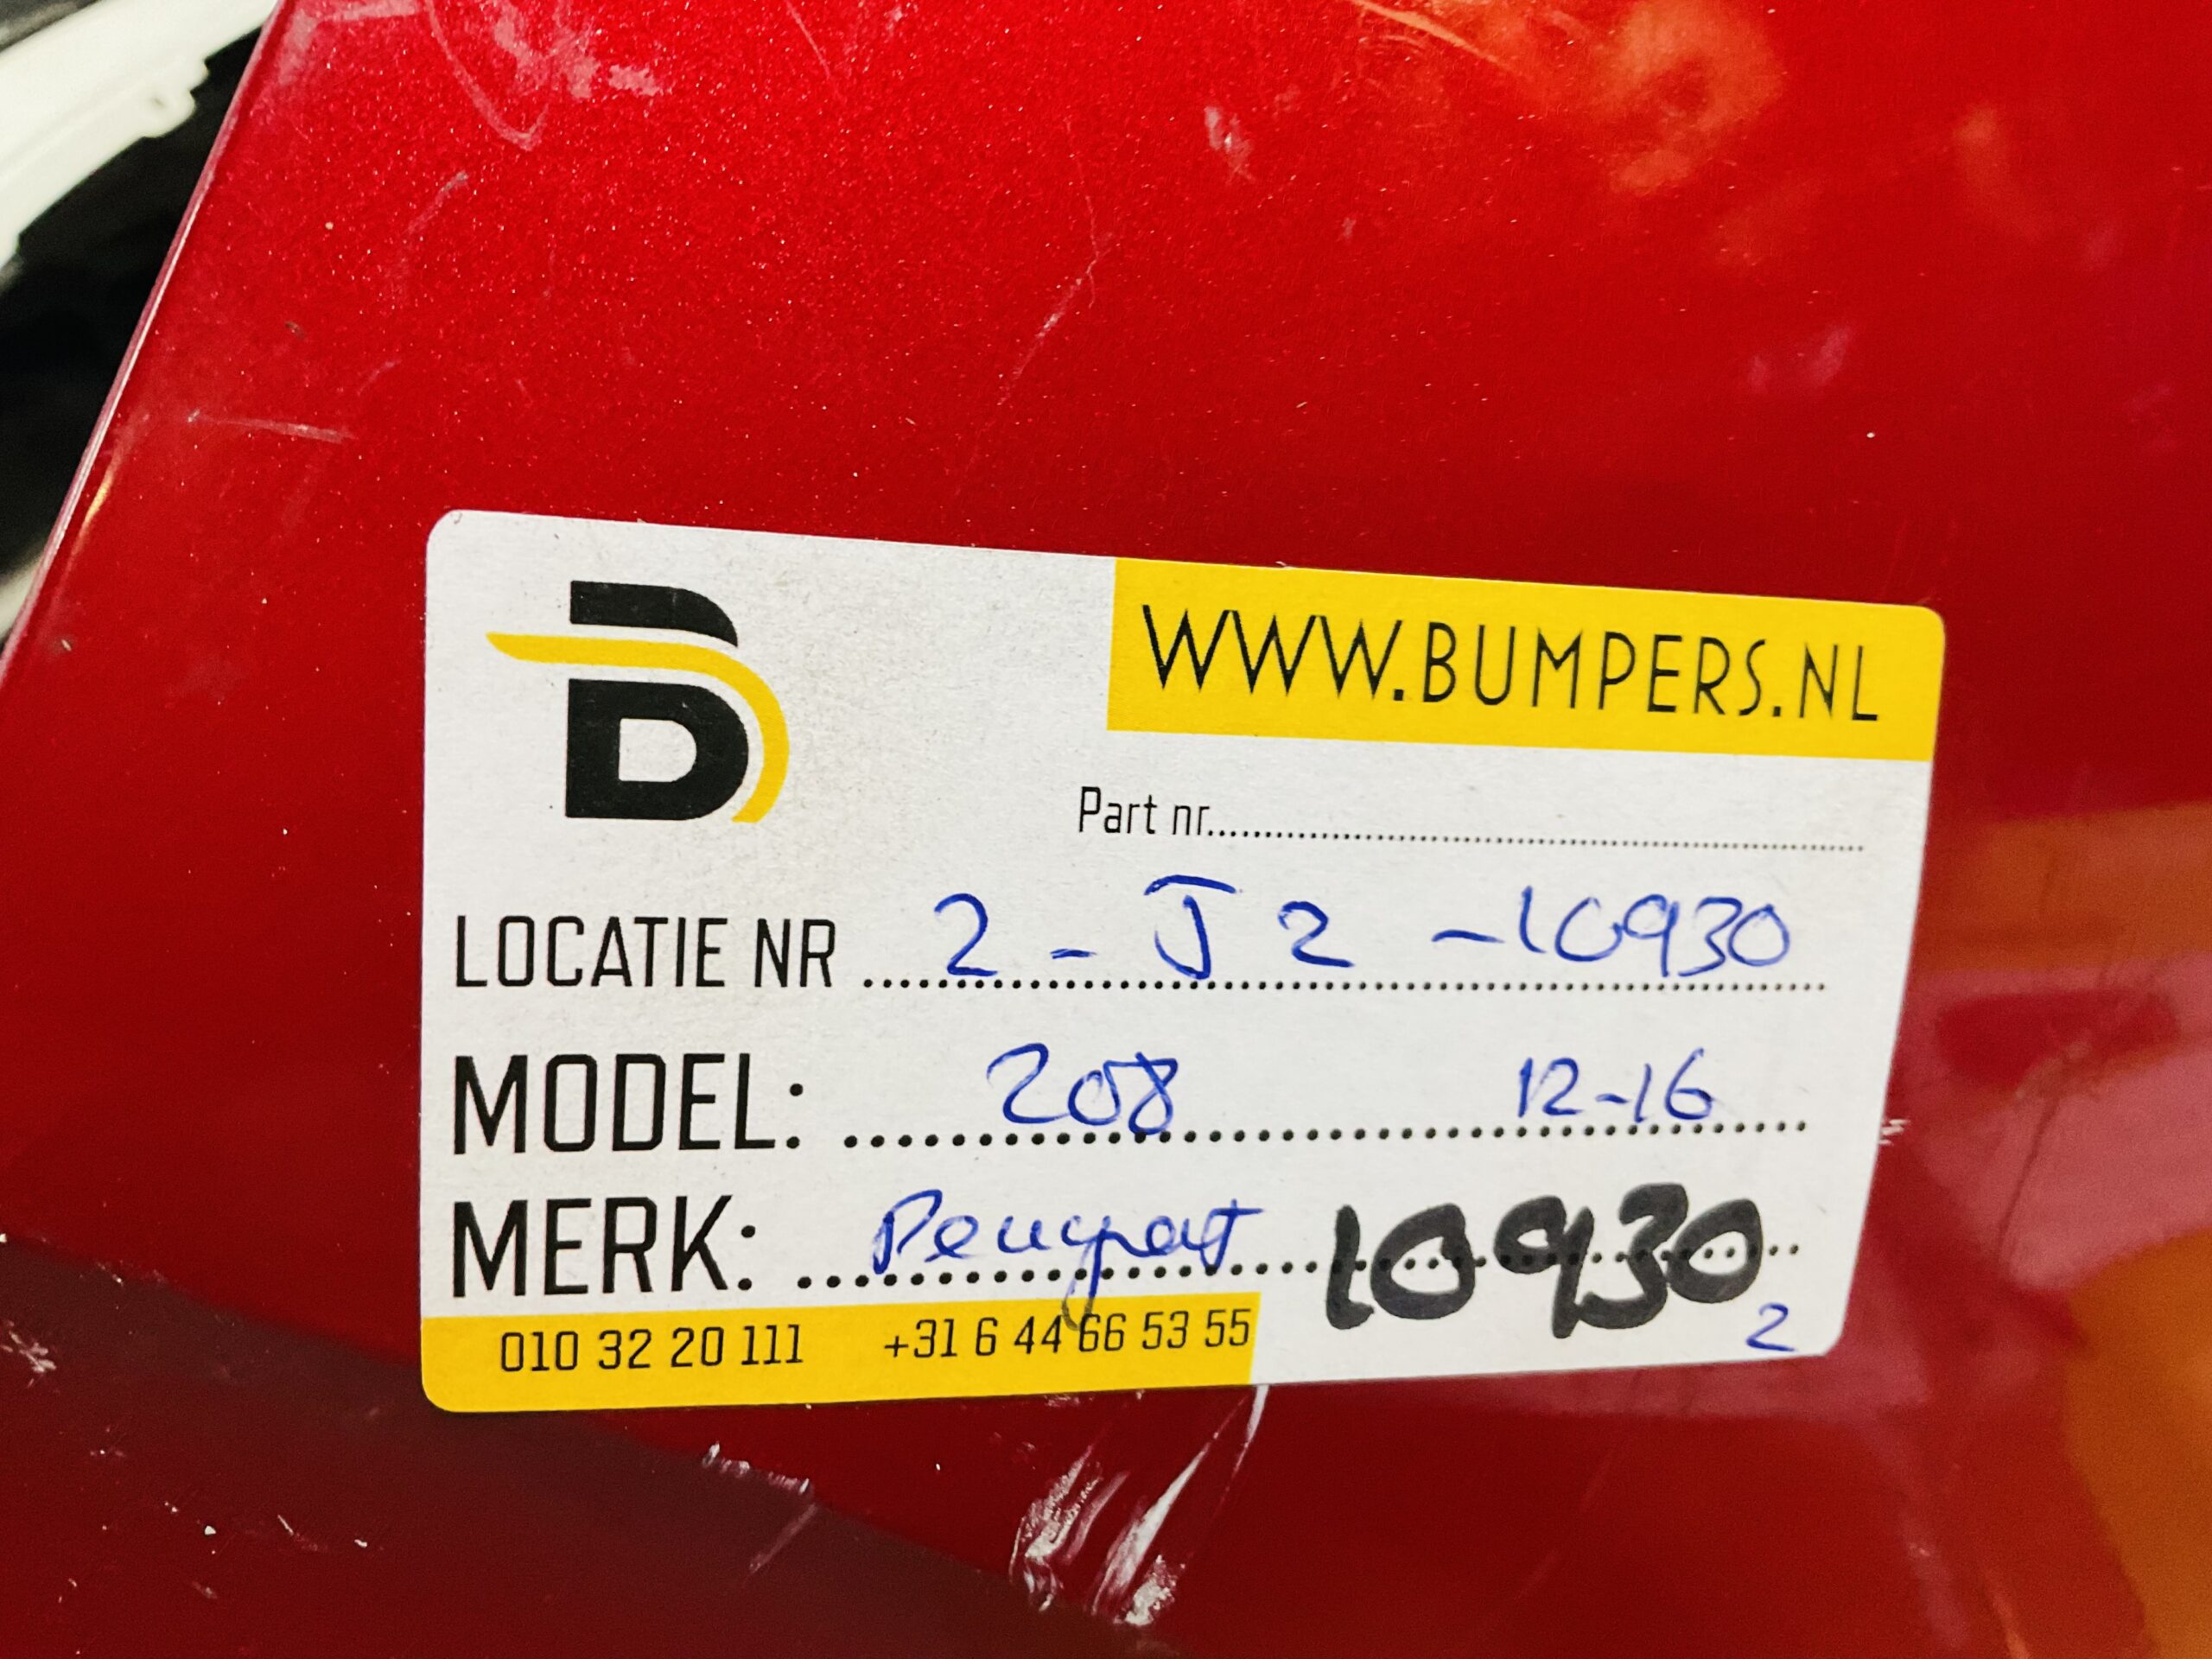 B
WWW.BUMPERS.NL
Part nr..........
LOCATIE NR .......... 2 - J2 - 10930
MODEL: .......... 208 12-16
MERK: .......... Peugeot 10930
2
010 32 20 111 +31 6 44 66 53 55